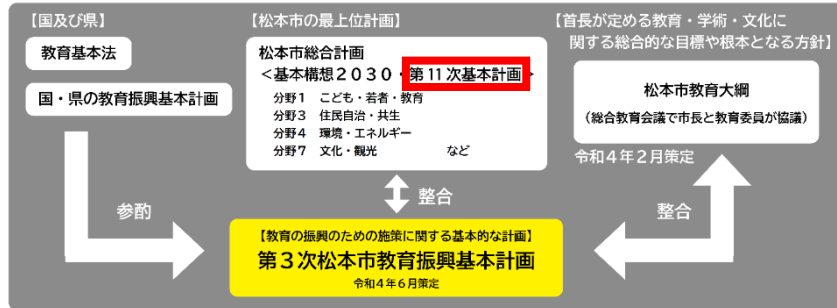 【国及び県】
教育基本法
国・県の教育振興基本計画
参酌
【松本市の最上位計画】
松本市総合計画
<基本構想2030・第11次基本計画>
分野1 こども・若者・教育
分野3 住民自治・共生
分野4 環境・エネルギー
分野7 文化・観光 など
整合
【首長が定める教育・学術・文化に
関する総合的な目標や根本となる方針】
松本市教育大綱
(総合教育会議で市長と教育委員が協議)
令和4年2月策定
整合
【教育の振興のための施策に関する基本的な計画】
第3次松本市教育振興基本計画
令和4年6月策定